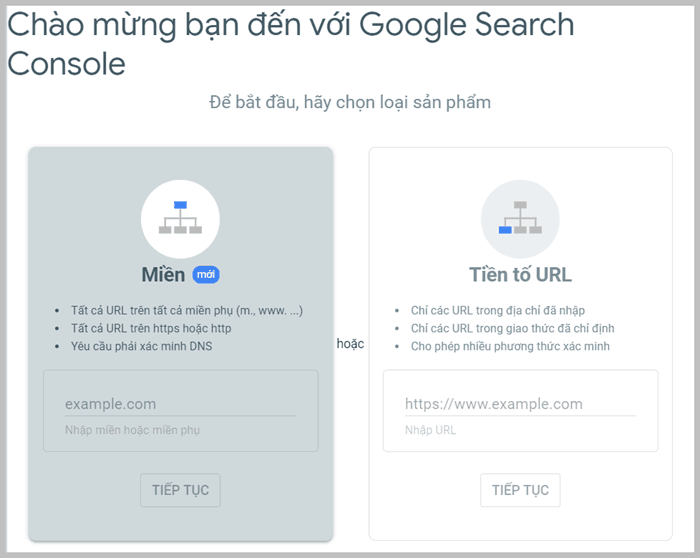 Chào mừng bạn đến với Google Search
Console
Để bắt đầu, hãy chọn loại sản phẩm
Miền mới
• Tất cả URL trên tất cả miền phụ (m., www. ...)
• Tất cả URL trên https hoặc http
• Yêu cầu phải xác minh DNS
example.com
Nhập miền hoặc miền phụ
TIẾP TỤC
hoặc
Tiền tố URL
• Chỉ các URL trong địa chỉ đã nhập
• Chỉ các URL trong giao thức đã chỉ định
• Cho phép nhiều phương thức xác minh
https://www.example.com
Nhập URL
TIẾP TỤC